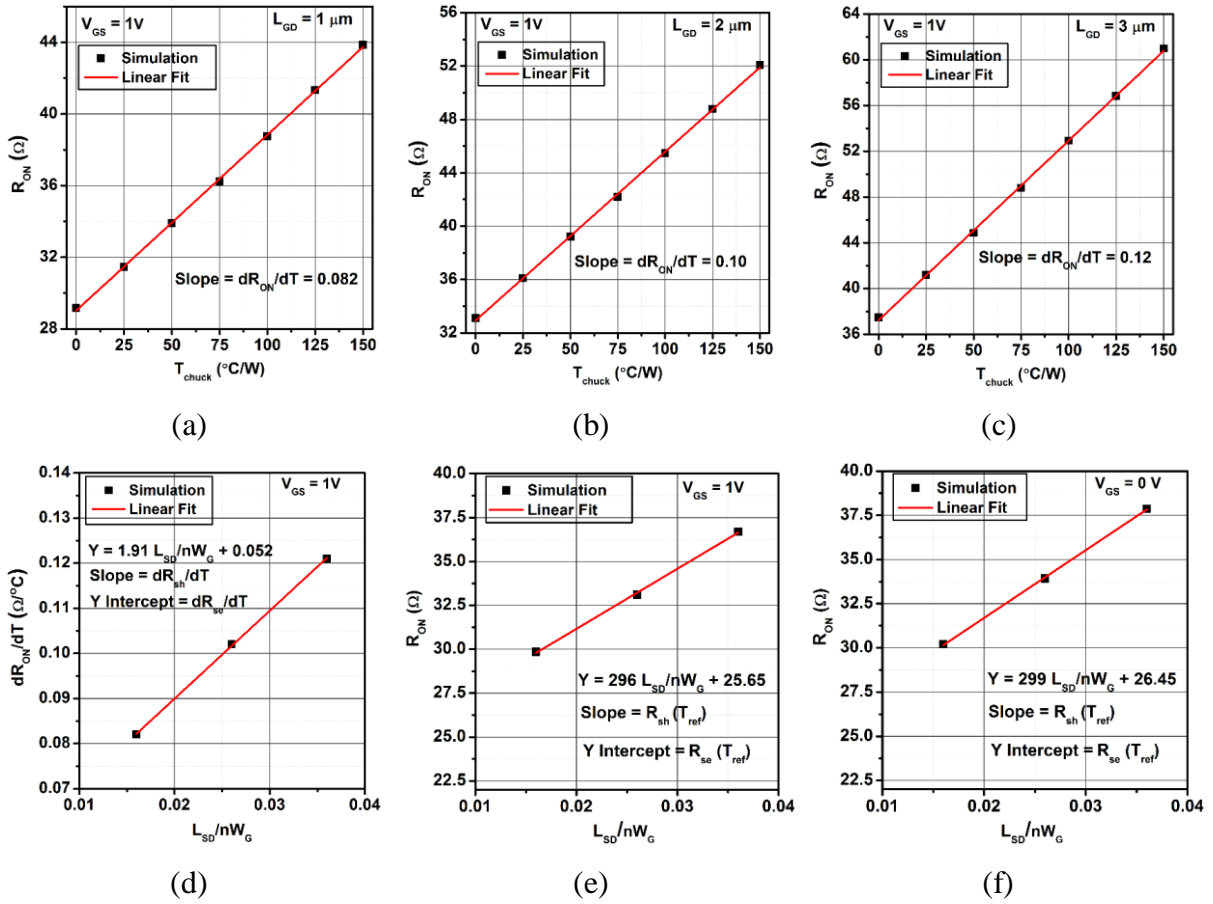 V_GS = 1V
L_GD = 1 μm
Simulation
Linear Fit
Slope = dR_ON/dT = 0.082
R_ON (Ω)
44
40
36
32
28
0 25 50 75 100 125 150
T_chuck (°C/W)
(a)
V_GS = 1V
L_GD = 2 μm
Simulation
Linear Fit
Slope = dR_ON/dT = 0.10
R_ON (Ω)
56
52
48
44
40
36
32
0 25 50 75 100 125 150
T_chuck (°C/W)
(b)
V_GS = 1V
L_GD = 3 μm
Simulation
Linear Fit
Slope = dR_ON/dT = 0.12
R_ON (Ω)
64
60
56
52
48
44
40
36
0 25 50 75 100 125 150
T_chuck (°C/W)
(c)
Simulation
Linear Fit
V_GS = 1V
Y = 1.91 L_SD/nW_G + 0.052
Slope = dR_sh/dT
Y Intercept = dR_se/dT
dR_ON/dT (Ω/°C)
0.14
0.13
0.12
0.11
0.10
0.09
0.08
0.07
0.01 0.02 0.03 0.04
L_SD/nW_G
(d)
Simulation
Linear Fit
V_GS = 1V
Y = 296 L_SD/nW_G + 25.65
Slope = R_sh (T_ref)
Y Intercept = R_se (T_ref)
R_ON (Ω)
40.0
37.5
35.0
32.5
30.0
27.5
25.0
22.5
0.01 0.02 0.03 0.04
L_SD/nW_G
(e)
Simulation
Linear Fit
V_GS = 0 V
Y = 299 L_SD/nW_G + 26.45
Slope = R_sh (T_ref)
Y Intercept = R_se (T_ref)
R_ON (Ω)
40.0
37.5
35.0
32.5
30.0
27.5
25.0
22.5
0.01 0.02 0.03 0.04
L_SD/nW_G
(f)